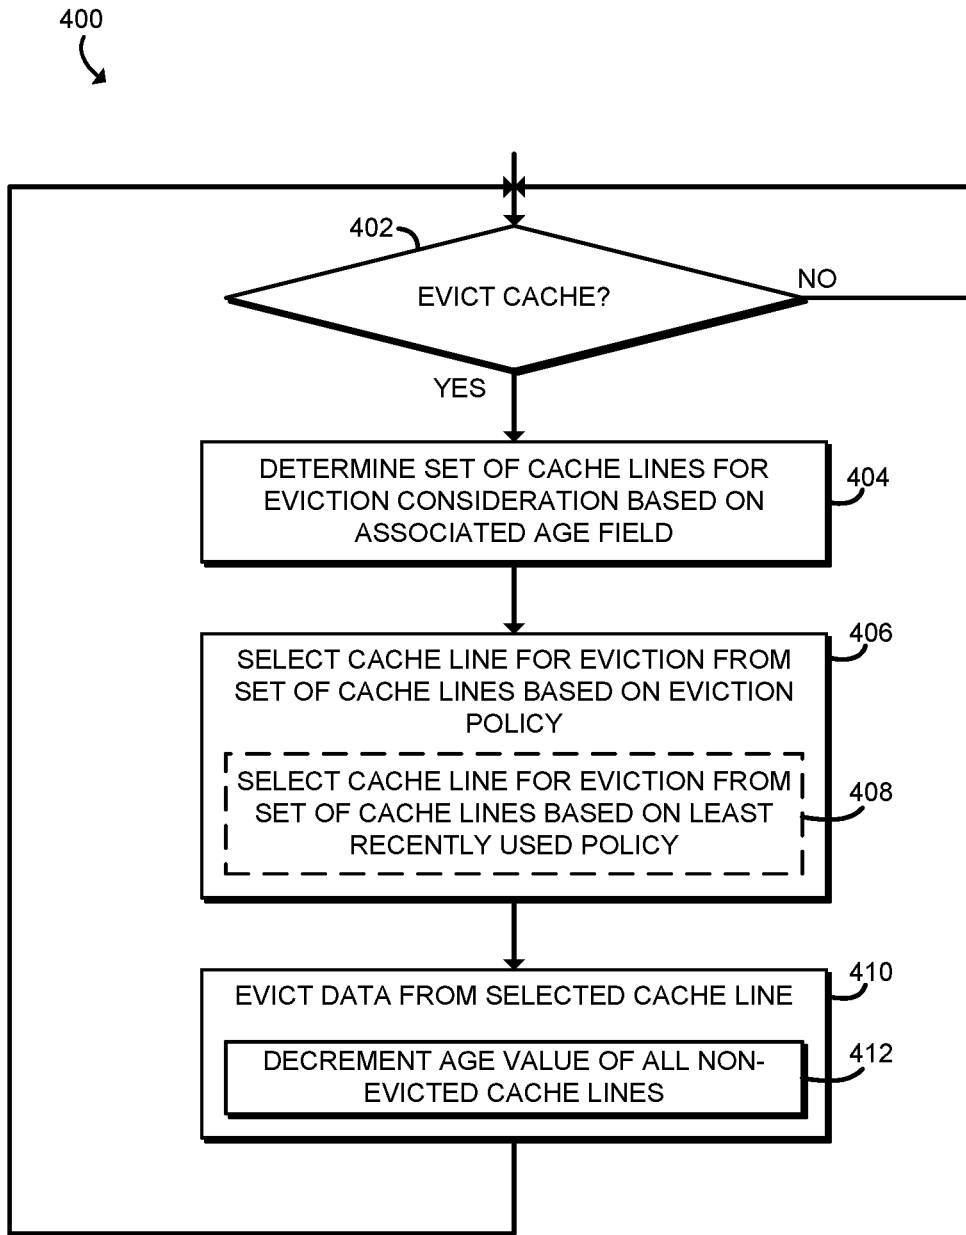 400
402
EVICT CACHE?
NO
YES
DETERMINE SET OF CACHE LINES FOR
EVICTION CONSIDERATION BASED ON
ASSOCIATED AGE FIELD
404
406
SELECT CACHE LINE FOR EVICTION FROM
SET OF CACHE LINES BASED ON EVICTION
POLICY
SELECT CACHE LINE FOR EVICTION FROM
SET OF CACHE LINES BASED ON LEAST
RECENTLY USED POLICY
408
410
EVICT DATA FROM SELECTED CACHE LINE
412
DECREMENT AGE VALUE OF ALL NON-
EVICTED CACHE LINES